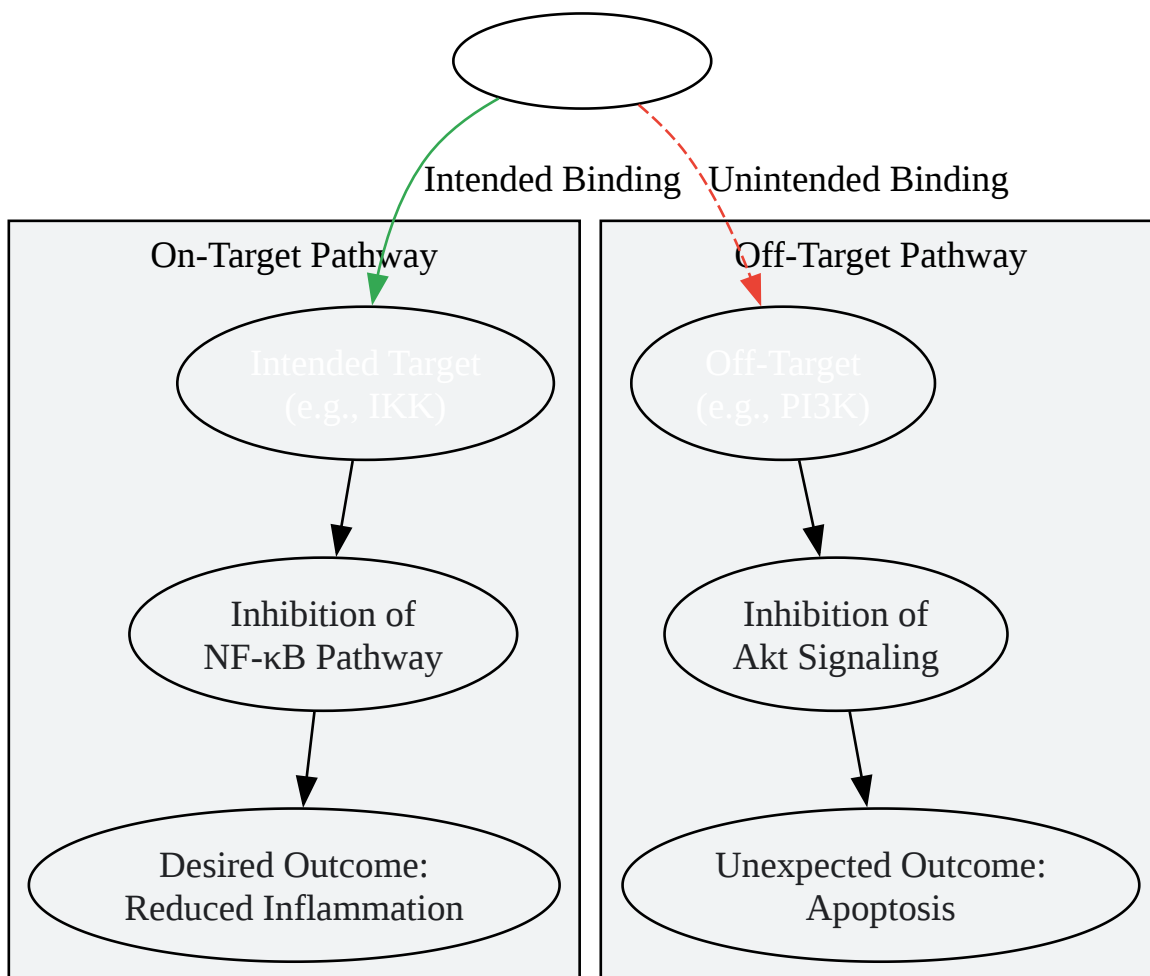 Intended Binding
Unintended Binding
On-Target Pathway
Off-Target Pathway
Intended Target
(e.g., IKK)
Off-Target
(e.g., PI3K)
Inhibition of
NF-κB Pathway
Inhibition of
Akt Signaling
Desired Outcome:
Reduced Inflammation
Unexpected Outcome:
Apoptosis